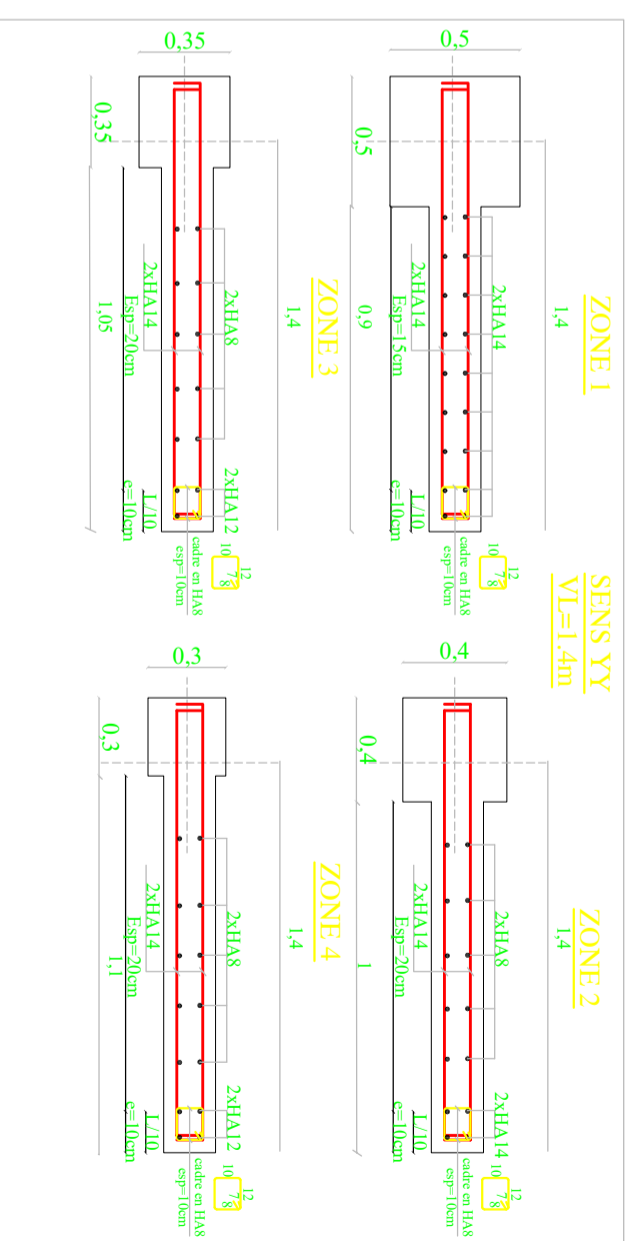 SENS YY
VL=1.4m
ZONE 1
1,4
0,5
0,5
0,9
2xHA14
2xHA14
Esp=15cm
L/10
e=10cm
12
10
7
8
cadre en HA8
esp=10cm
ZONE 2
1,4
0,4
0,4
1
2xHA8
2xHA14
2xHA14
Esp=20cm
L/10
e=10cm
12
10
7
8
cadre en HA8
esp=10cm
ZONE 3
1,4
0,35
0,35
1,05
2xHA8
2xHA12
2xHA14
Esp=20cm
L/10
e=10cm
12
10
7
8
cadre en HA8
esp=10cm
ZONE 4
1,4
0,3
0,3
1,1
2xHA8
2xHA12
2xHA14
Esp=20cm
L/10
e=10cm
12
10
7
8
cadre en HA8
esp=10cm